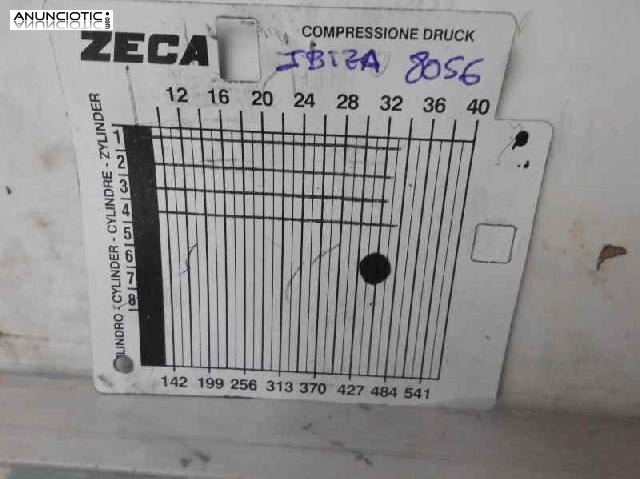 ANUNCIOTIC
ZECA
COMPRESSIONE DRUCK
IBIZA 8056
12 16 20 24 28 32 36 40
LINDRO - CYLINDER - CYLINDRE - ZYLINDER
1
2
3
4
5
6
7
8
142 199 256 313 370 427 484 541